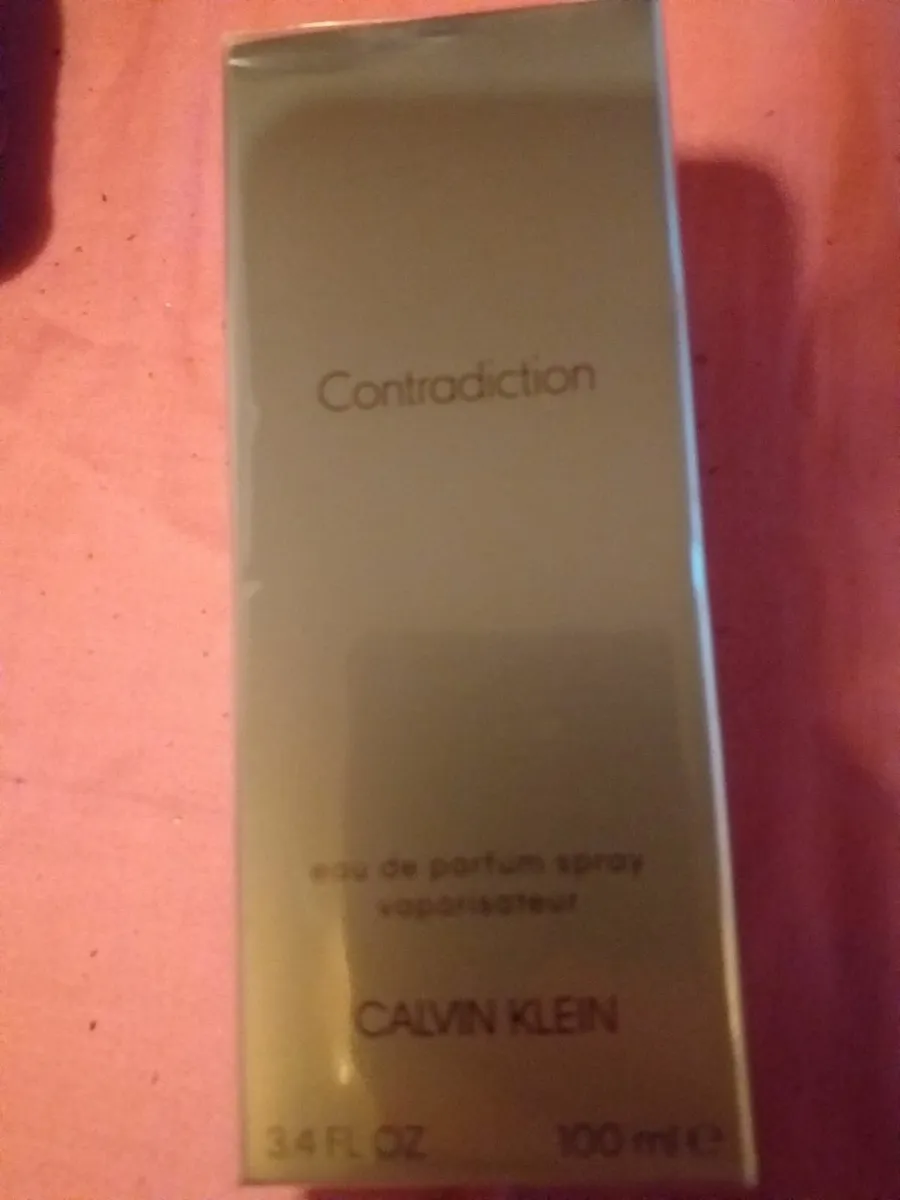 Contradiction
eau de parfum spray
vaporisateur
CALVIN KLEIN
3.4 FL OZ 100 ml ℮